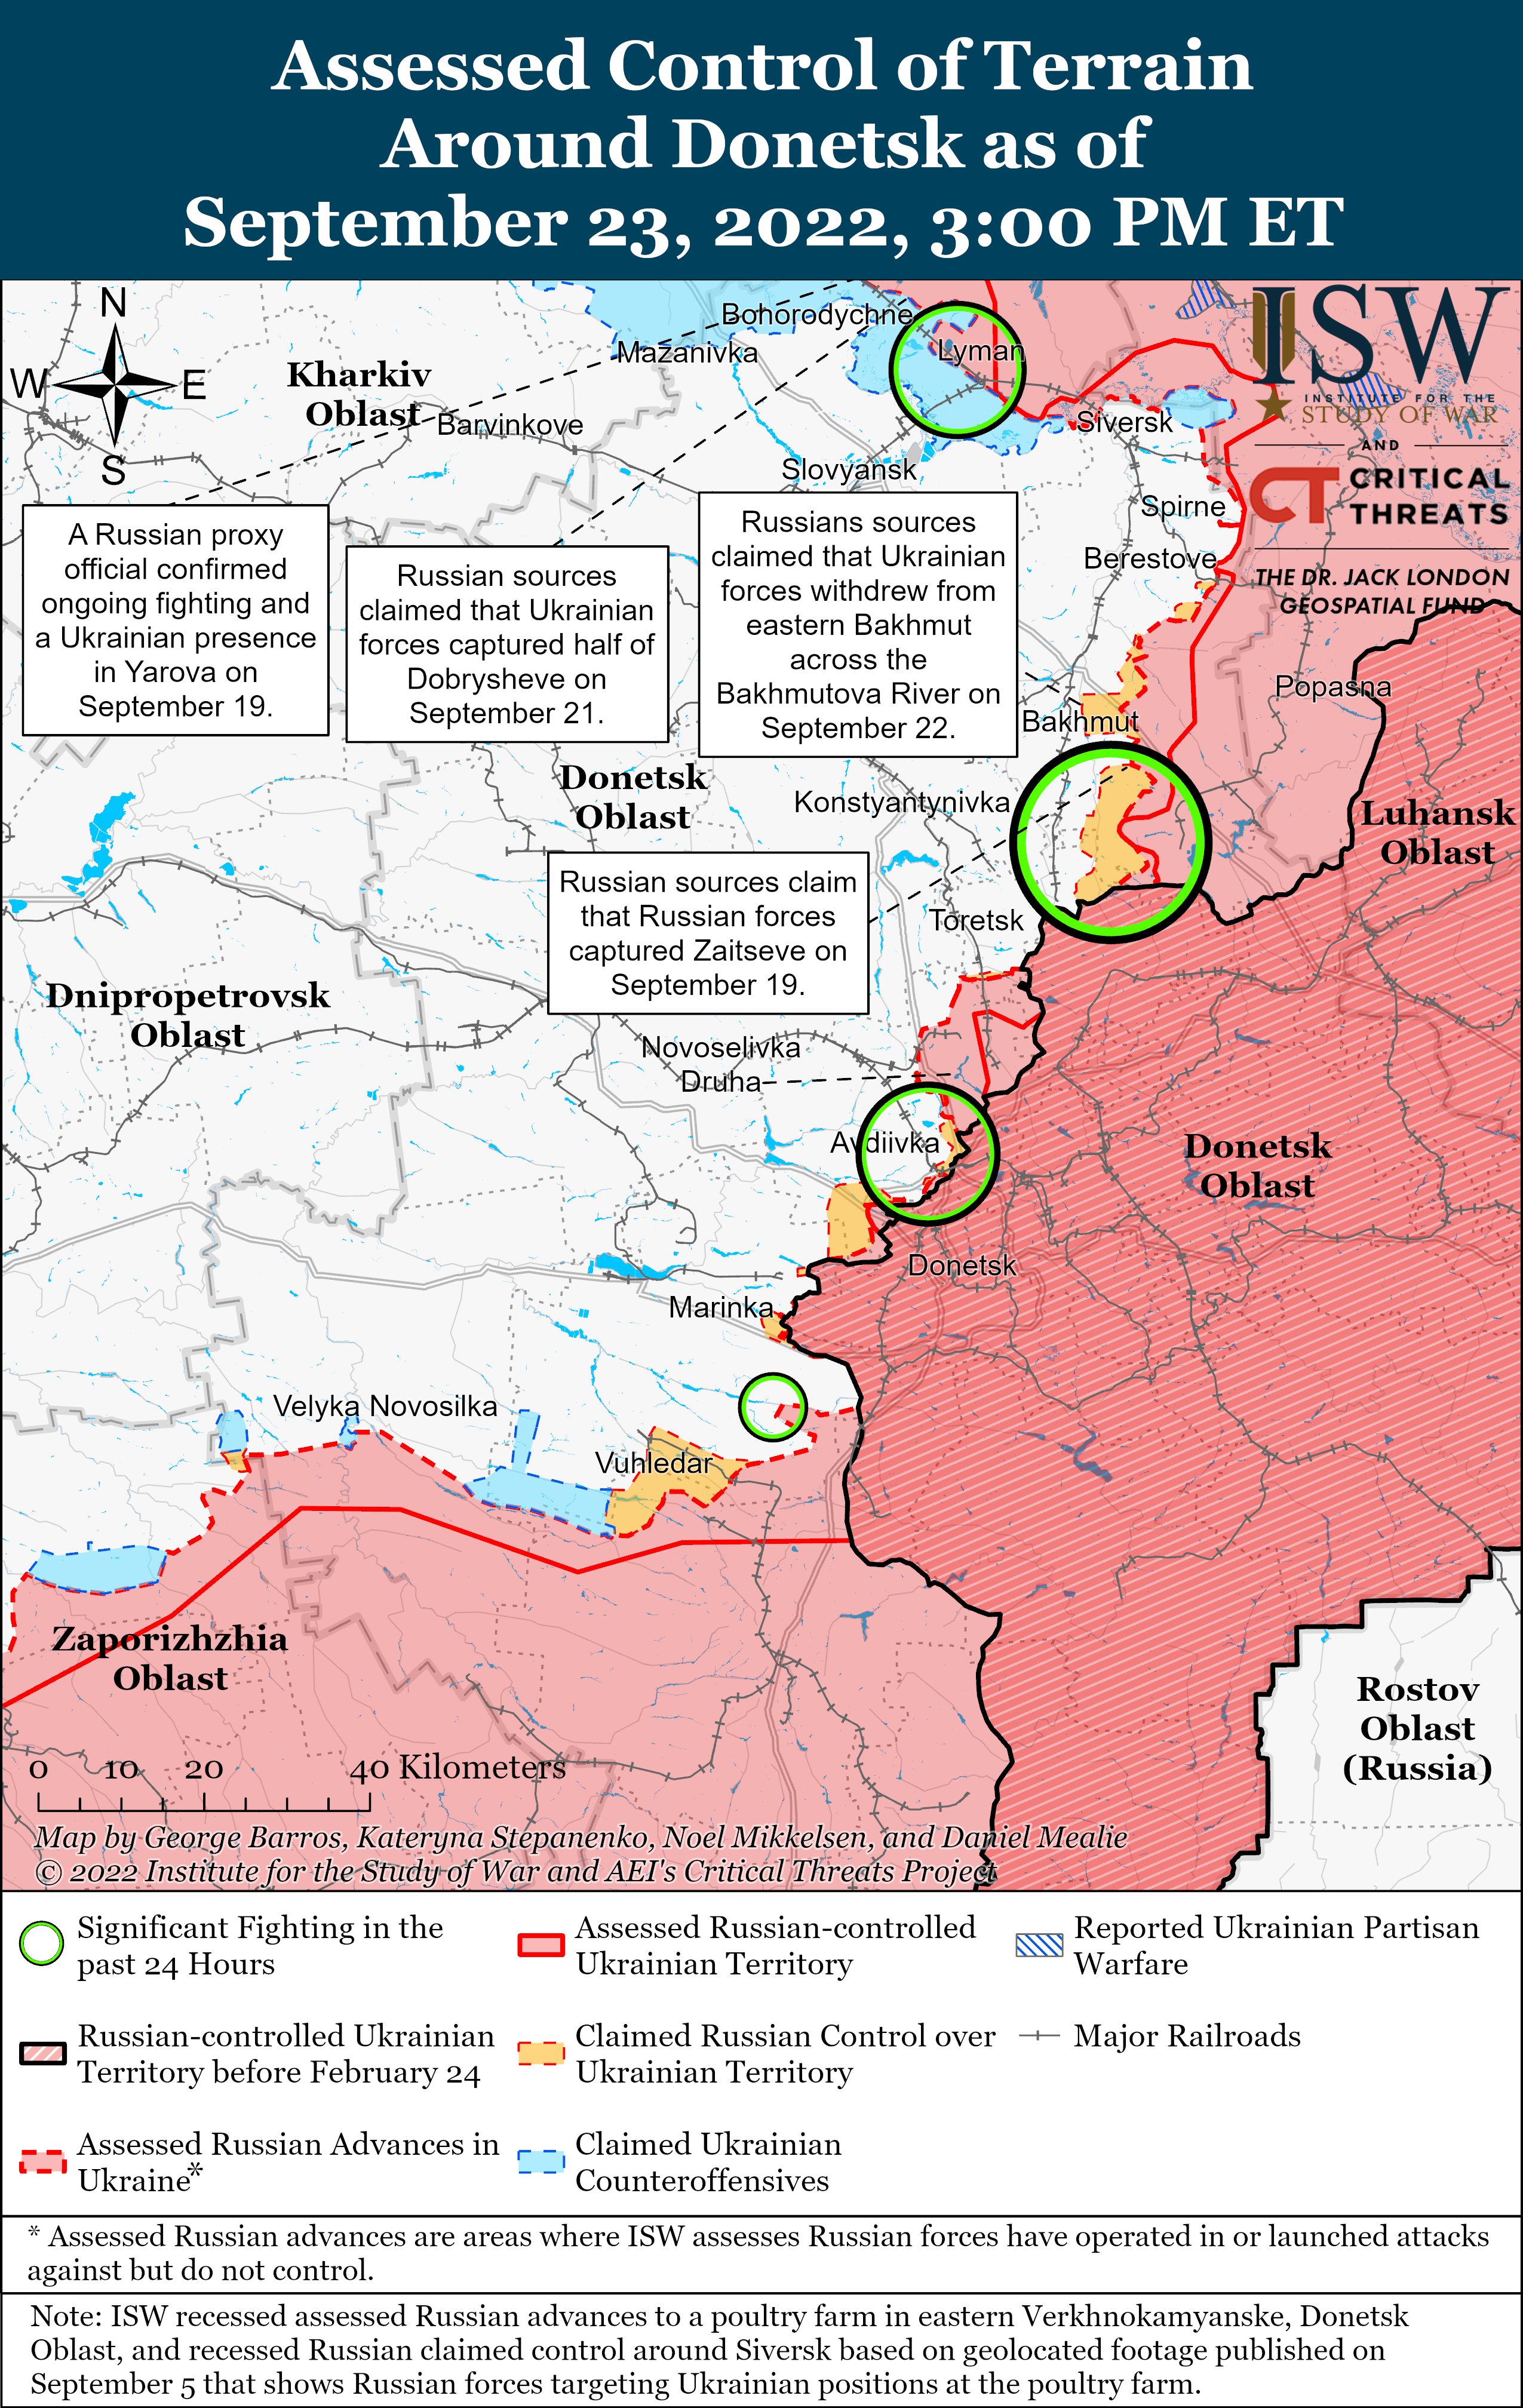 Assessed Control of Terrain
Around Donetsk as of
September 23, 2022, 3:00 PM ET
N
W
E
S
Kharkiv
Oblast
Bohorodychne
Mazanivka
Lyman
Barvinkove
Siversk
Slovyansk
Spirne
Berestove
ISW
INSTITUTE FOR THE
STUDY OF WAR
AND
CT
CRITICAL
THREATS
THE DR. JACK LONDON
GEOSPATIAL FUND
A Russian proxy
official confirmed
ongoing fighting and
a Ukrainian presence
in Yarova on
September 19.
Russian sources
claimed that Ukrainian
forces captured half of
Dobrysheve on
September 21.
Russians sources
claimed that Ukrainian
forces withdrew from
eastern Bakhmut
across the
Bakhmutova River on
September 22.
Popasna
Bakhmut
Donetsk
Oblast
Konstyantynivka
Luhansk
Oblast
Russian sources claim
that Russian forces
captured Zaitseve on
September 19.
Toretsk
Dnipropetrovsk
Oblast
Novoselivka
Druha
Avdiivka
Donetsk
Oblast
Donetsk
Marinka
Velyka Novosilka
Vuhledar
Zaporizhzhia
Oblast
Rostov
Oblast
(Russia)
0 10 20 40 Kilometers
Map by George Barros, Kateryna Stepanenko, Noel Mikkelsen, and Daniel Mealie
© 2022 Institute for the Study of War and AEI's Critical Threats Project
Significant Fighting in the
past 24 Hours
Assessed Russian-controlled
Ukrainian Territory
Reported Ukrainian Partisan
Warfare
Russian-controlled Ukrainian
Territory before February 24
Claimed Russian Control over
Ukrainian Territory
Major Railroads
Assessed Russian Advances in
Ukraine*
Claimed Ukrainian
Counteroffensives
* Assessed Russian advances are areas where ISW assesses Russian forces have operated in or launched attacks
against but do not control.
Note: ISW recessed assessed Russian advances to a poultry farm in eastern Verkhnokamyanske, Donetsk
Oblast, and recessed Russian claimed control around Siversk based on geolocated footage published on
September 5 that shows Russian forces targeting Ukrainian positions at the poultry farm.